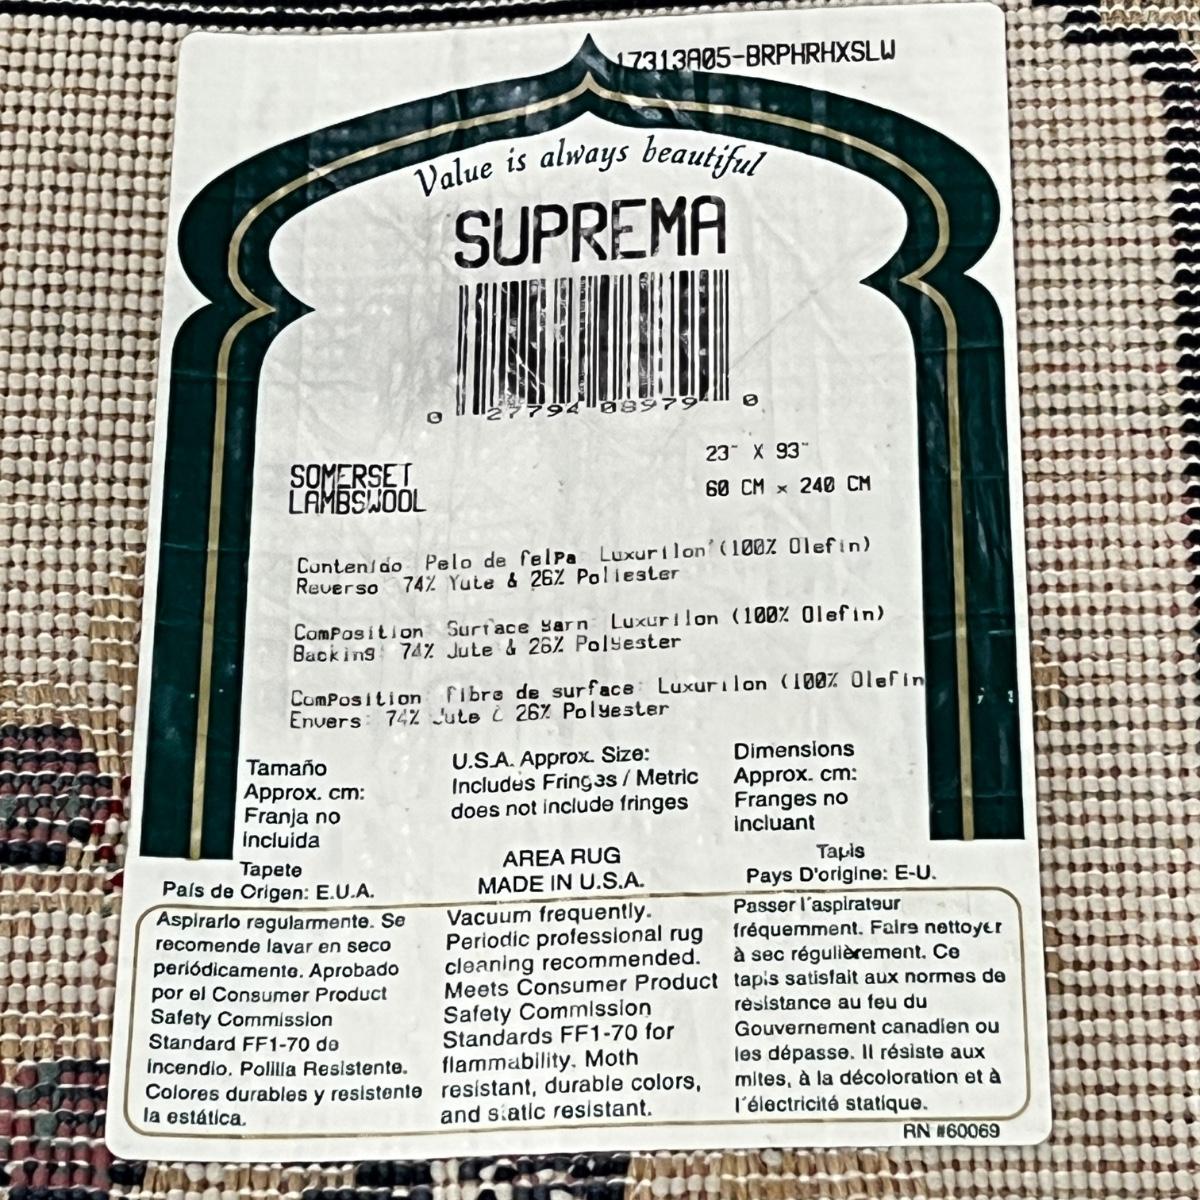 17313A05-BRPHRHXSLW
Value is always beautiful
SUPREMA
0 27794 08979 0
23" X 93"
60 CM x 240 CM
SOMERSET
LAMBSWOOL
Contenido: Pelo de felpa: Luxurilon (100% Olefin)
Reverso: 74% Yute & 26% Poliester
Composition: Surface yarn: Luxurilon (100% Olefin)
Backing: 74% Jute & 26% Polyester
Composition: Fibre de surface: Luxurilon (100% Olefin
Envers: 74% Jute & 26% Polyester
Tamaño
Approx. cm:
Franja no
incluida
U.S.A. Approx. Size:
Includes Fringes / Metric
does not include fringes
Dimensions
Approx. cm:
Franges no
incluant
Tapete
País de Origen: E.U.A.
AREA RUG
MADE IN U.S.A.
Tapis
Pays D'origine: E-U.
Aspirarlo regularmente. Se
recomende lavar en seco
periódicamente. Aprobado
por el Consumer Product
Safety Commission
Standard FF1-70 de
incendio. Polilla Resistente.
Colores durables y resistente
la estática.
Vacuum frequently.
Periodic professional rug
cleaning recommended.
Meets Consumer Product
Safety Commission
Standards FF1-70 for
flammability. Moth
resistant, durable colors,
and static resistant.
Passer l'aspirateur
fréquemment. Faire nettoyer
à sec régulièrement. Ce
tapis satisfait aux normes de
résistance au feu du
Gouvernement canadien ou
les dépasse. Il résiste aux
mites, à la décoloration et à
l'électricité statique.
RN #60069